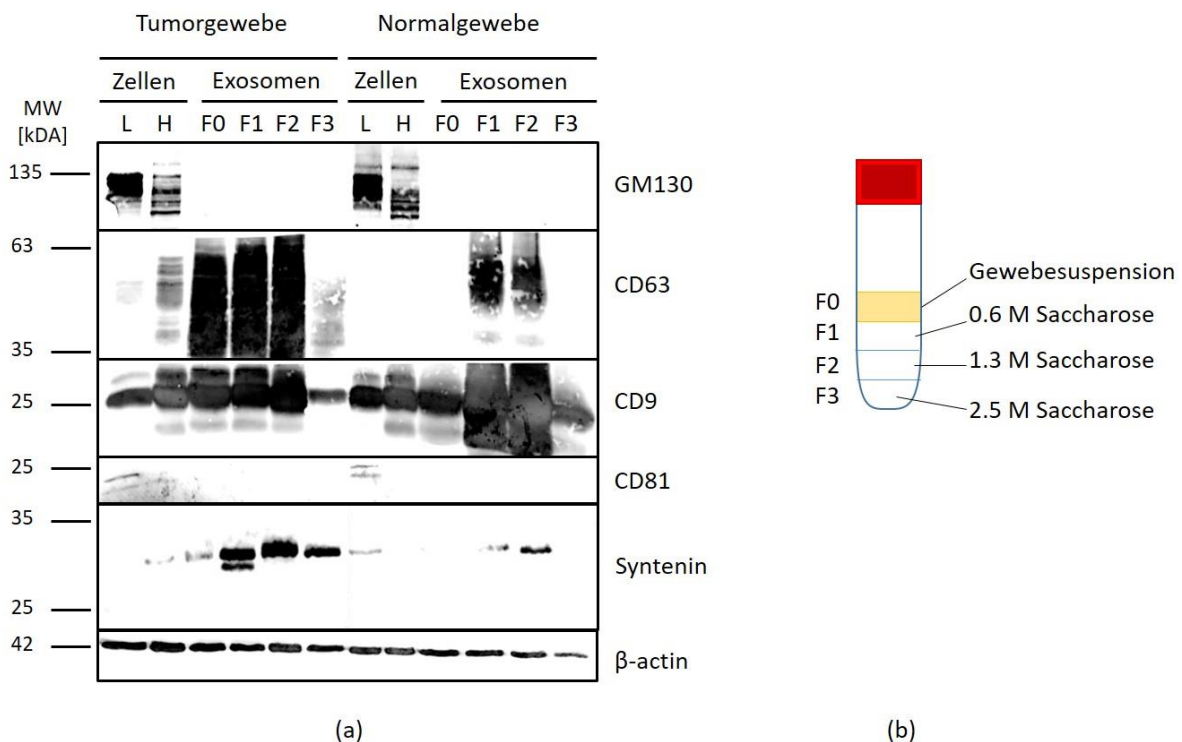 Tumorgewebe Normalgewebe
Zellen Exosomen Zellen Exosomen
MW
[kDA]
L H F0 F1 F2 F3 L H F0 F1 F2 F3
135 GM130
63
CD63
35
25 CD9
25
CD81
35
Syntenin
25
42
β-actin
(a)
Gewebesuspension
F0
0.6 M Saccharose
F1
F2 1.3 M Saccharose
F3
2.5 M Saccharose
(b)